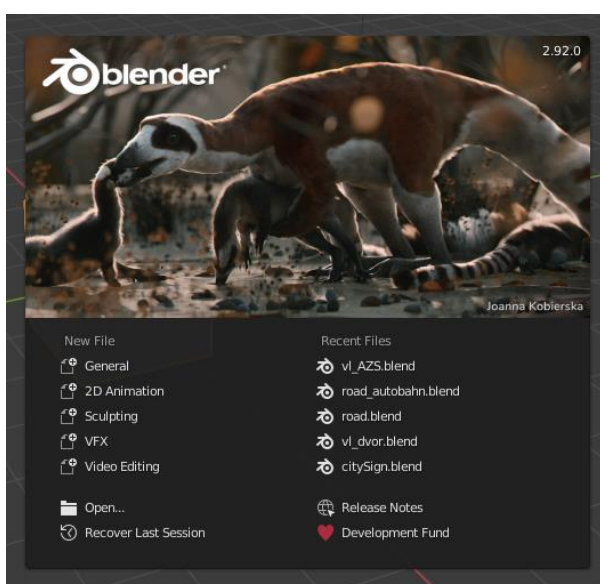 2.92.0
blender
Joanna Kobierska
New File
General
2D Animation
Sculpting
VFX
Video Editing
Open...
Recover Last Session
Recent Files
vl_AZS.blend
road_autobahn.blend
road.blend
vl_dvor.blend
citySign.blend
Release Notes
Development Fund